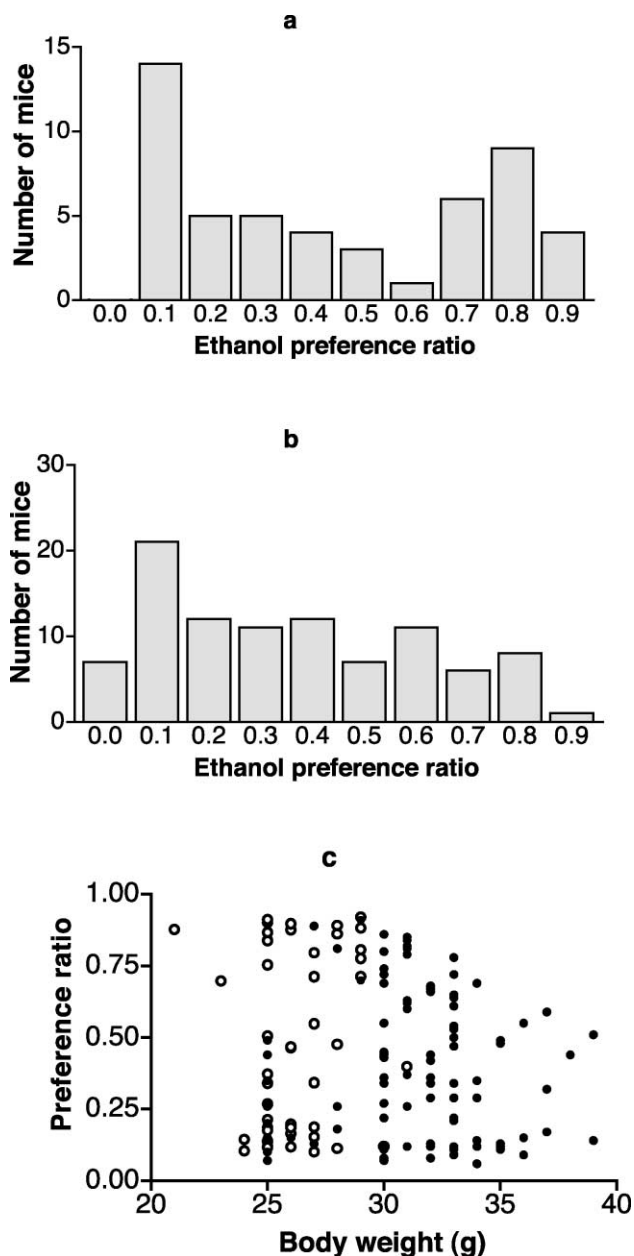 a
Number of mice
15
10
5
0
0.0 0.1 0.2 0.3 0.4 0.5 0.6 0.7 0.8 0.9
Ethanol preference ratio
b
Number of mice
30
20
10
0
0.0 0.1 0.2 0.3 0.4 0.5 0.6 0.7 0.8 0.9
Ethanol preference ratio
c
Preference ratio
1.00
0.75
0.50
0.25
0.00
20 25 30 35 40
Body weight (g)